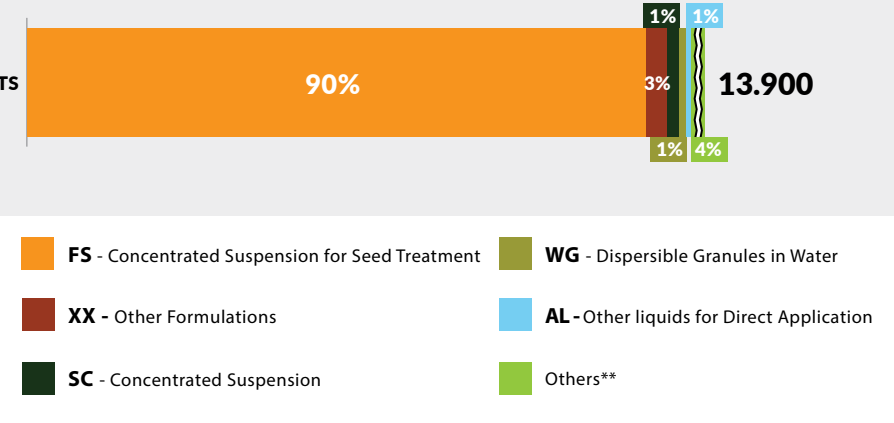 1% 1%
TS 90% 3% 13.900
1% 4%
FS - Concentrated Suspension for Seed Treatment
WG - Dispersible Granules in Water
XX - Other Formulations
AL - Other liquids for Direct Application
SC - Concentrated Suspension
Others**